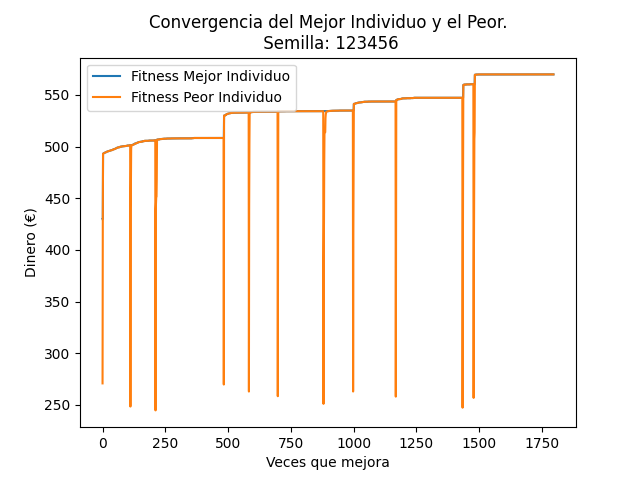 Convergencia del Mejor Individuo y el Peor.
Semilla: 123456
Fitness Mejor Individuo
Fitness Peor Individuo
Dinero (€)
550
500
450
400
350
300
250
0 250 500 750 1000 1250 1500 1750
Veces que mejora